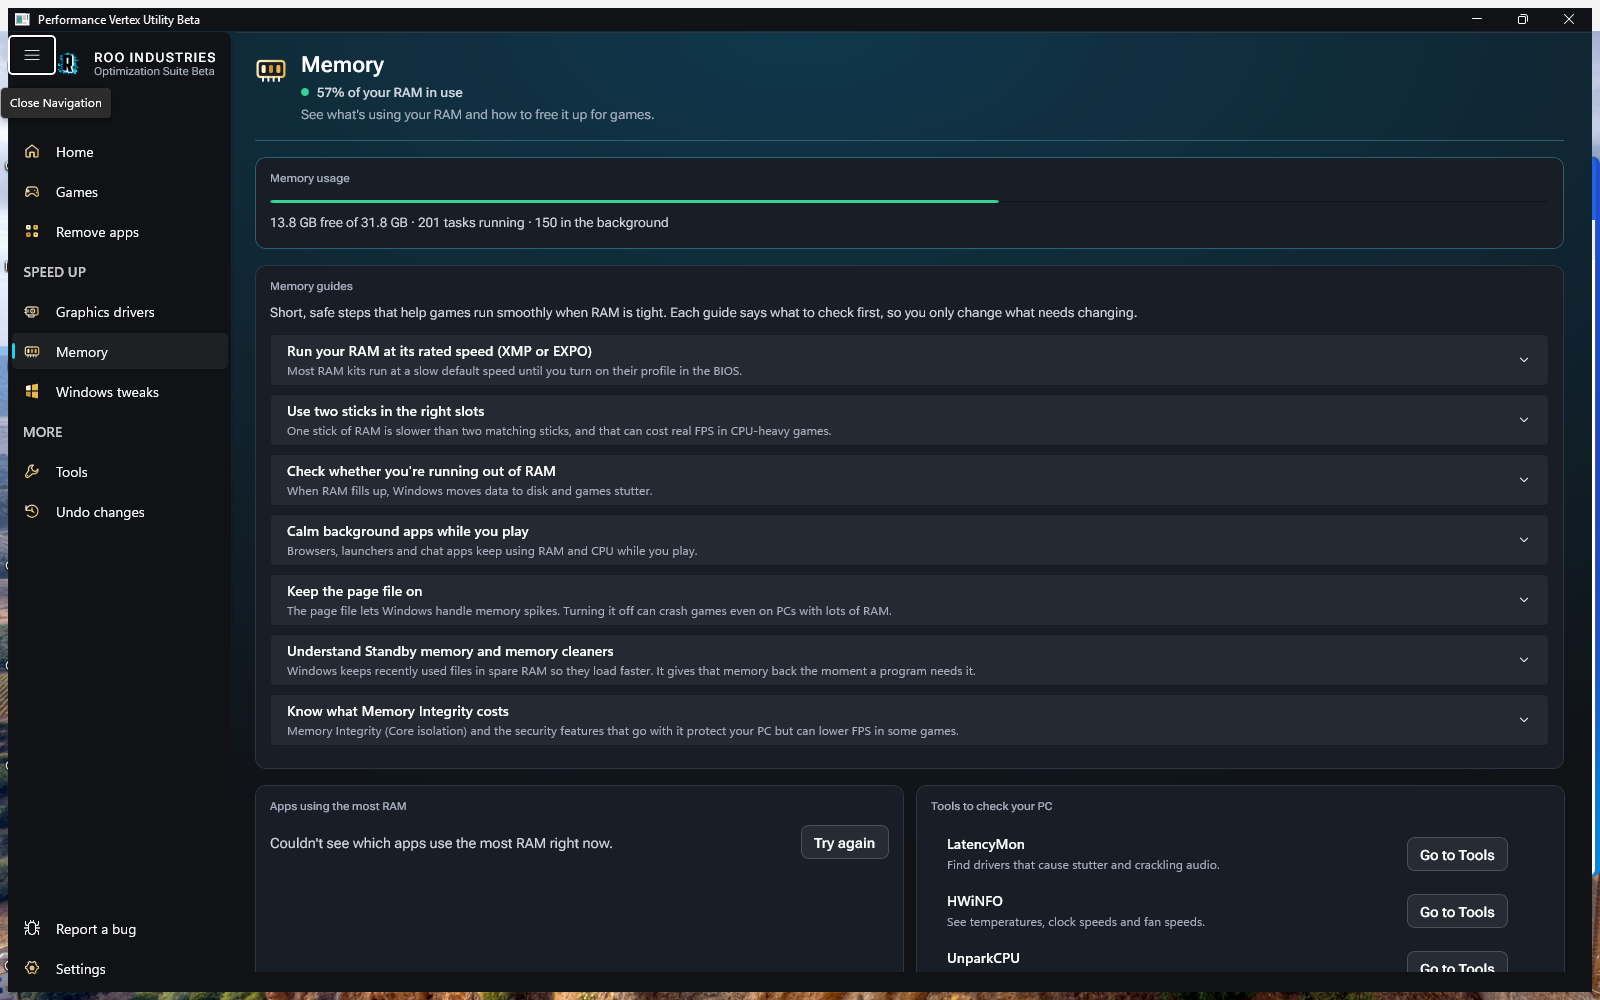 Performance Vertex Utility Beta
ROO INDUSTRIES
Optimization Suite Beta
Close Navigation
Home
Games
Remove apps
SPEED UP
Graphics drivers
Memory
Windows tweaks
MORE
Tools
Undo changes
Report a bug
Settings
Memory
57% of your RAM in use
See what's using your RAM and how to free it up for games.
Memory usage
13.8 GB free of 31.8 GB · 201 tasks running · 150 in the background
Memory guides
Short, safe steps that help games run smoothly when RAM is tight. Each guide says what to check first, so you only change what needs changing.
Run your RAM at its rated speed (XMP or EXPO)
Most RAM kits run at a slow default speed until you turn on their profile in the BIOS.
Use two sticks in the right slots
One stick of RAM is slower than two matching sticks, and that can cost real FPS in CPU-heavy games.
Check whether you're running out of RAM
When RAM fills up, Windows moves data to disk and games stutter.
Calm background apps while you play
Browsers, launchers and chat apps keep using RAM and CPU while you play.
Keep the page file on
The page file lets Windows handle memory spikes. Turning it off can crash games even on PCs with lots of RAM.
Understand Standby memory and memory cleaners
Windows keeps recently used files in spare RAM so they load faster. It gives that memory back the moment a program needs it.
Know what Memory Integrity costs
Memory Integrity (Core isolation) and the security features that go with it protect your PC but can lower FPS in some games.
Apps using the most RAM
Couldn't see which apps use the most RAM right now.
Try again
Tools to check your PC
LatencyMon
Find drivers that cause stutter and crackling audio.
Go to Tools
HWiNFO
See temperatures, clock speeds and fan speeds.
Go to Tools
UnparkCPU
Go to Tools